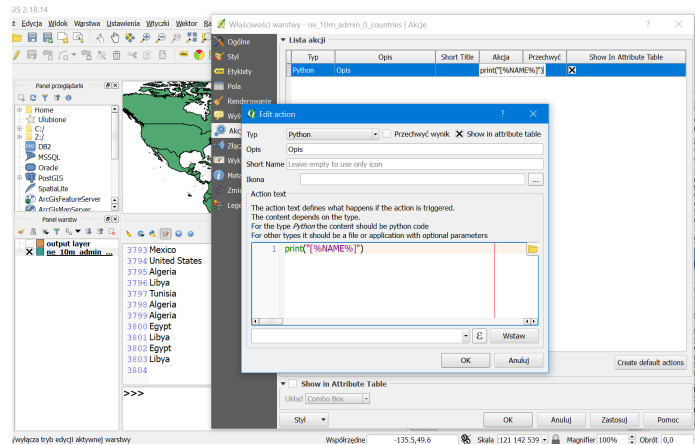 GIS 2.18.14
t Edycja Widok Warstwa Ustawienia Wtyczki Wektor
Właściwości warstwy - ne_10m_admin_0_countries | Akcje
Ogólne
Styl
Etykiety
Pola
Renderowanie
Lista akcji
Typ Opis Short Title Akcja Przechwyć Show In Attribute Table
Python Opis print("[%NAME%]")
Panel przeglądarki
Home
Ulubione
C:/
Z:/
DB2
MSSQL
Oracle
PostGIS
SpatiaLite
ArcGisFeatureServer
ArcGisMapServer
Panel warstw
output layer
ne_10m_admin_...
3793 Mexico
3794 United States
3795 Algeria
3796 Libya
3797 Tunisia
3798 Algeria
3799 Algeria
3800 Egypt
3801 Libya
3802 Egypt
3803 Libya
3804
>>>
Edit action
Typ Python Przechwyć wynik Show in attribute table
Opis Opis
Short Name Leave empty to use only icon
Ikona ...
Action text
The action text defines what happens if the action is triggered.
The content depends on the type.
For the type Python the content should be python code
For other types it should be a file or application with optional parameters
1 print("[%NAME%]")
ε Wstaw
OK Anuluj
Create default actions
Show in Attribute Table
Układ Combo Box
Styl OK Anuluj Zastosuj Pomoc
Wyłącza tryb edycji aktywnej warstwy
Współrzędne -135.5,49.6 Skala :121 142 539 Magnifier 100% Obrót 0,0